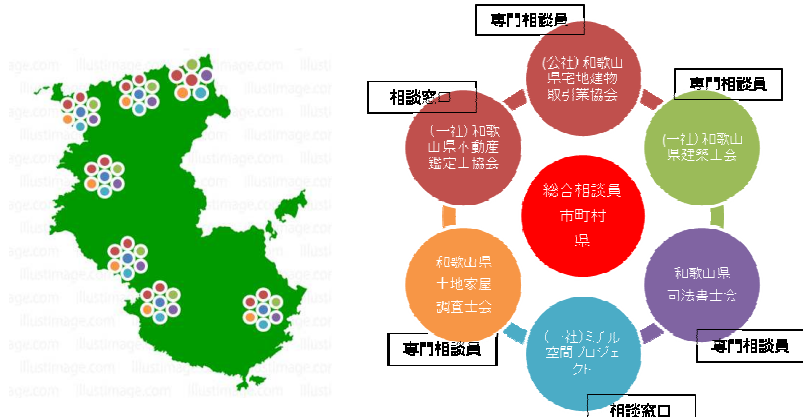 専門相談員
(公社)和歌山
県宅地建物
取引業協会
専門相談員
相談窓口
(一社)和歌
山県不動産
鑑定士協会
(一社)和歌山
県建築士会
総合相談員
市町村
県
和歌山県
土地家屋
調査士会
和歌山県
司法書士会
(一社)ミチル
空間プロジェ
クト
専門相談員
専門相談員
相談窓口
illustimage.com